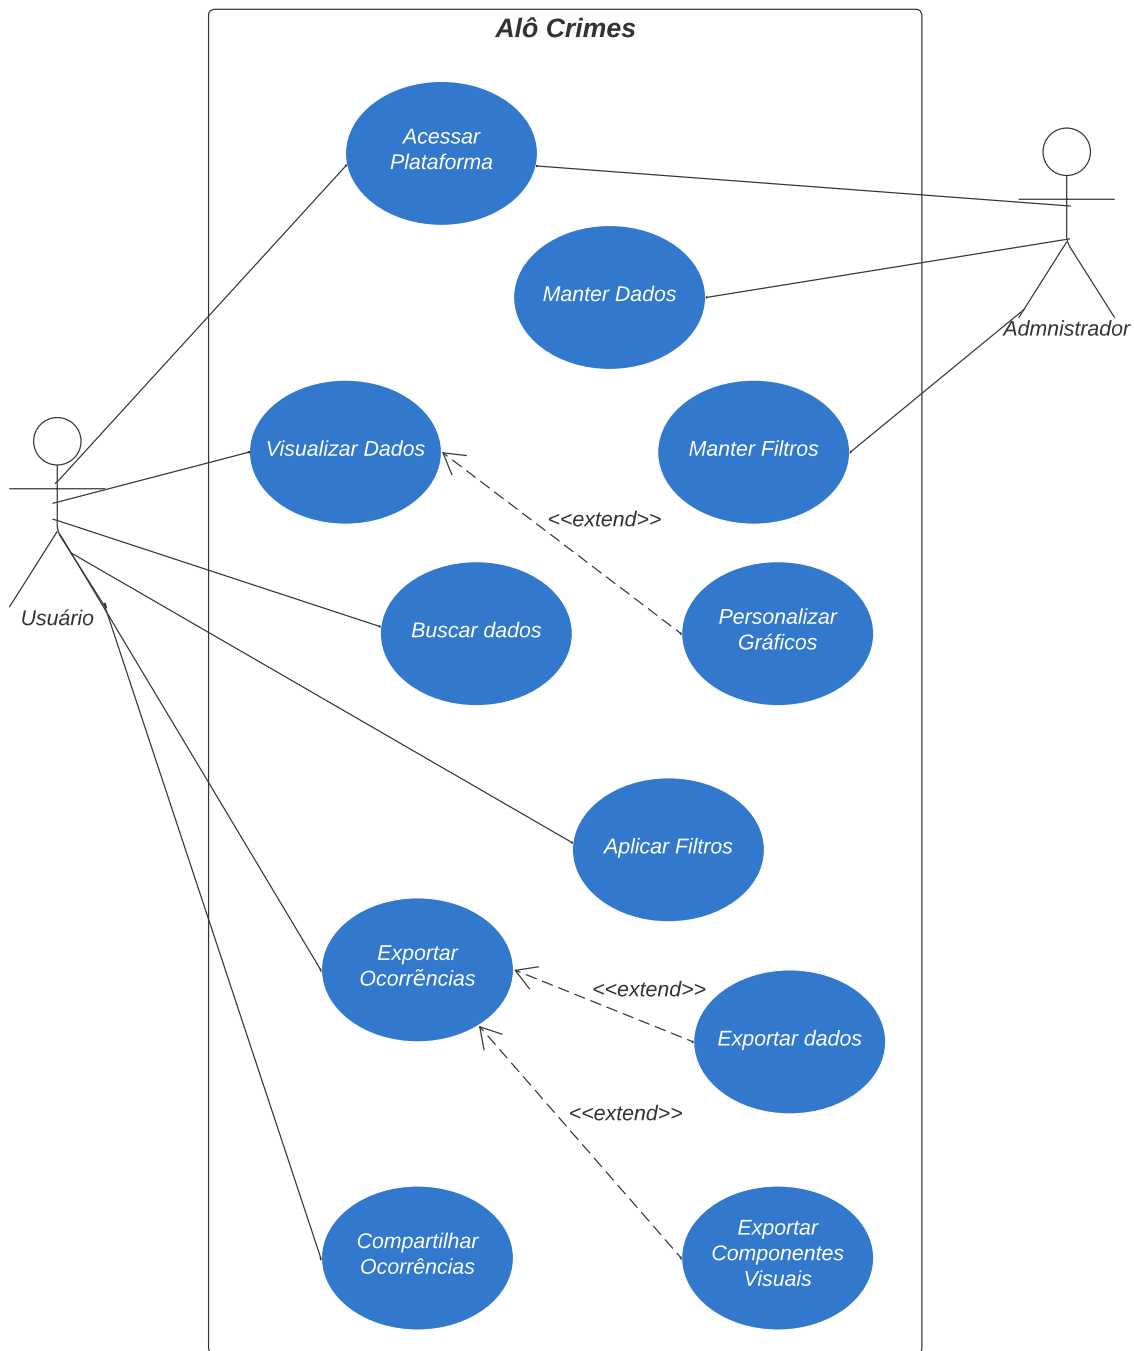 Alô Crimes
Acessar
Plataforma
Manter Dados
Admnistrador
Visualizar Dados
Manter Filtros
<<extend>>
Usuário
Buscar dados
Personalizar
Gráficos
Aplicar Filtros
Exportar
Ocorrẽncias
<<extend>>
Exportar dados
<<extend>>
Compartilhar
Ocorrências
Exportar
Componentes
Visuais